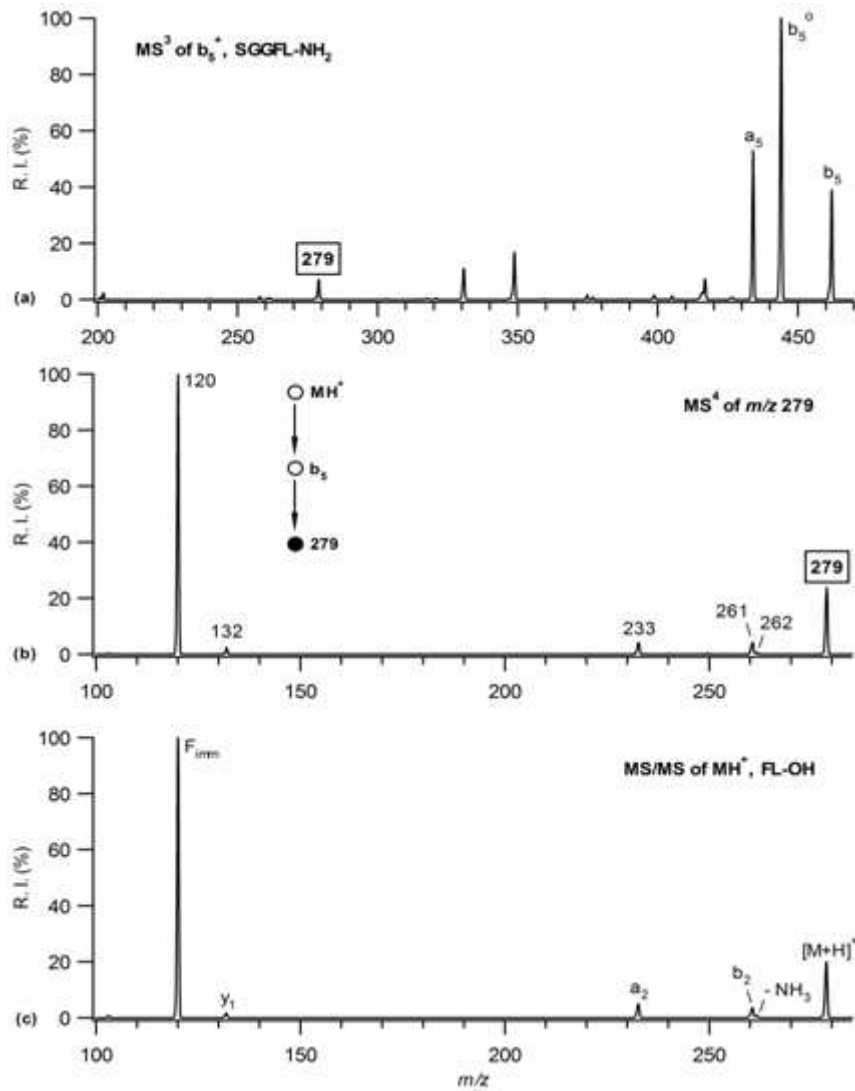 MS³ of b₅⁺, SGGFL-NH₂
R. I. (%)
100
80
60
40
20
0
279
a₅
b₅°
b₅
(a)
200
250
300
350
400
450
MS⁴ of m/z 279
R. I. (%)
100
80
60
40
20
0
120
MH⁺
b₅
279
132
233
261
262
279
(b)
100
150
200
250
MS/MS of MH⁺, FL-OH
R. I. (%)
100
80
60
40
20
0
Fᵢₘₘ
y₁
a₂
b₂
- NH₃
[M+H]⁺
(c)
100
150
200
250
m/z